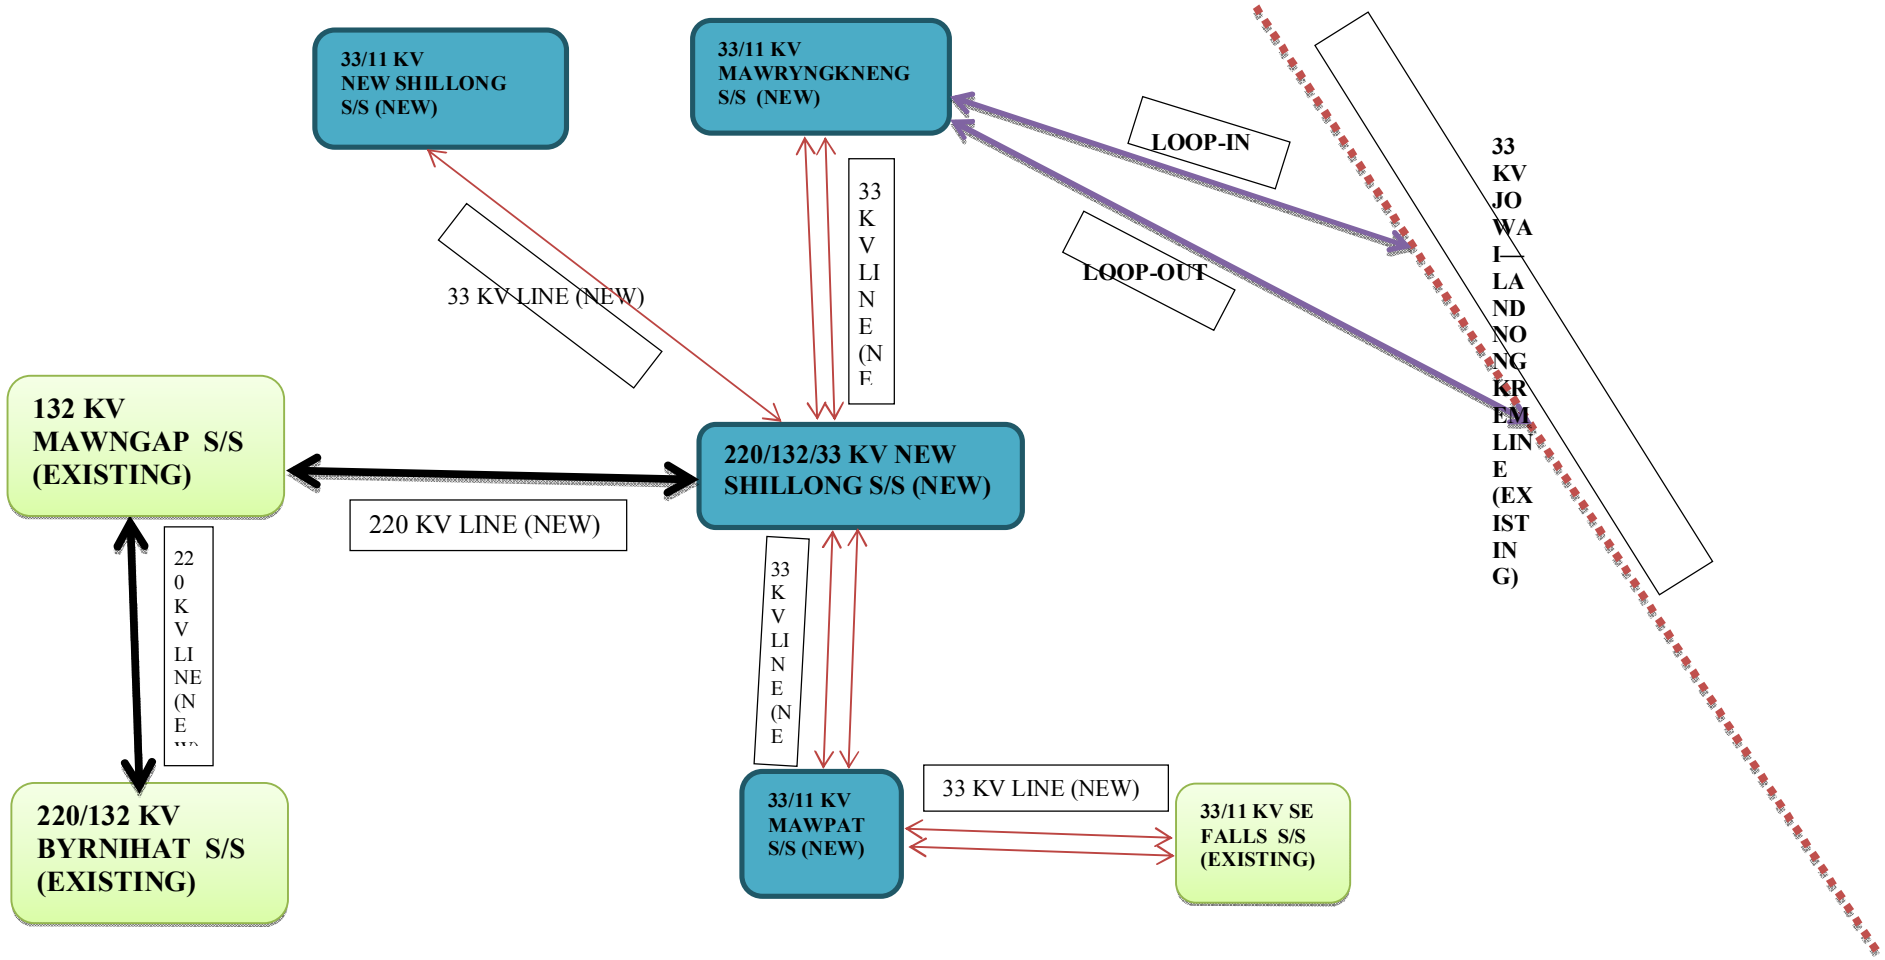 33/11 KV
NEW SHILLONG
S/S (NEW)
33/11 KV
MAWRYNGKNENG
S/S (NEW)
LOOP-IN
LOOP-OUT
33
KV
JO
WA
I—
LA
ND
NO
NG
KR
EM
LIN
E
(EX
IST
IN
G)
33
K
V
LI
N
E
(N
E
33 KV LINE (NEW)
132 KV
MAWNGAP S/S
(EXISTING)
220/132/33 KV NEW
SHILLONG S/S (NEW)
220 KV LINE (NEW)
22
0
K
V
LI
NE
(N
E
W)
33
K
V
LI
N
E
(N
E
220/132 KV
BYRNIHAT S/S
(EXISTING)
33/11 KV
MAWPAT
S/S (NEW)
33 KV LINE (NEW)
33/11 KV SE
FALLS S/S
(EXISTING)